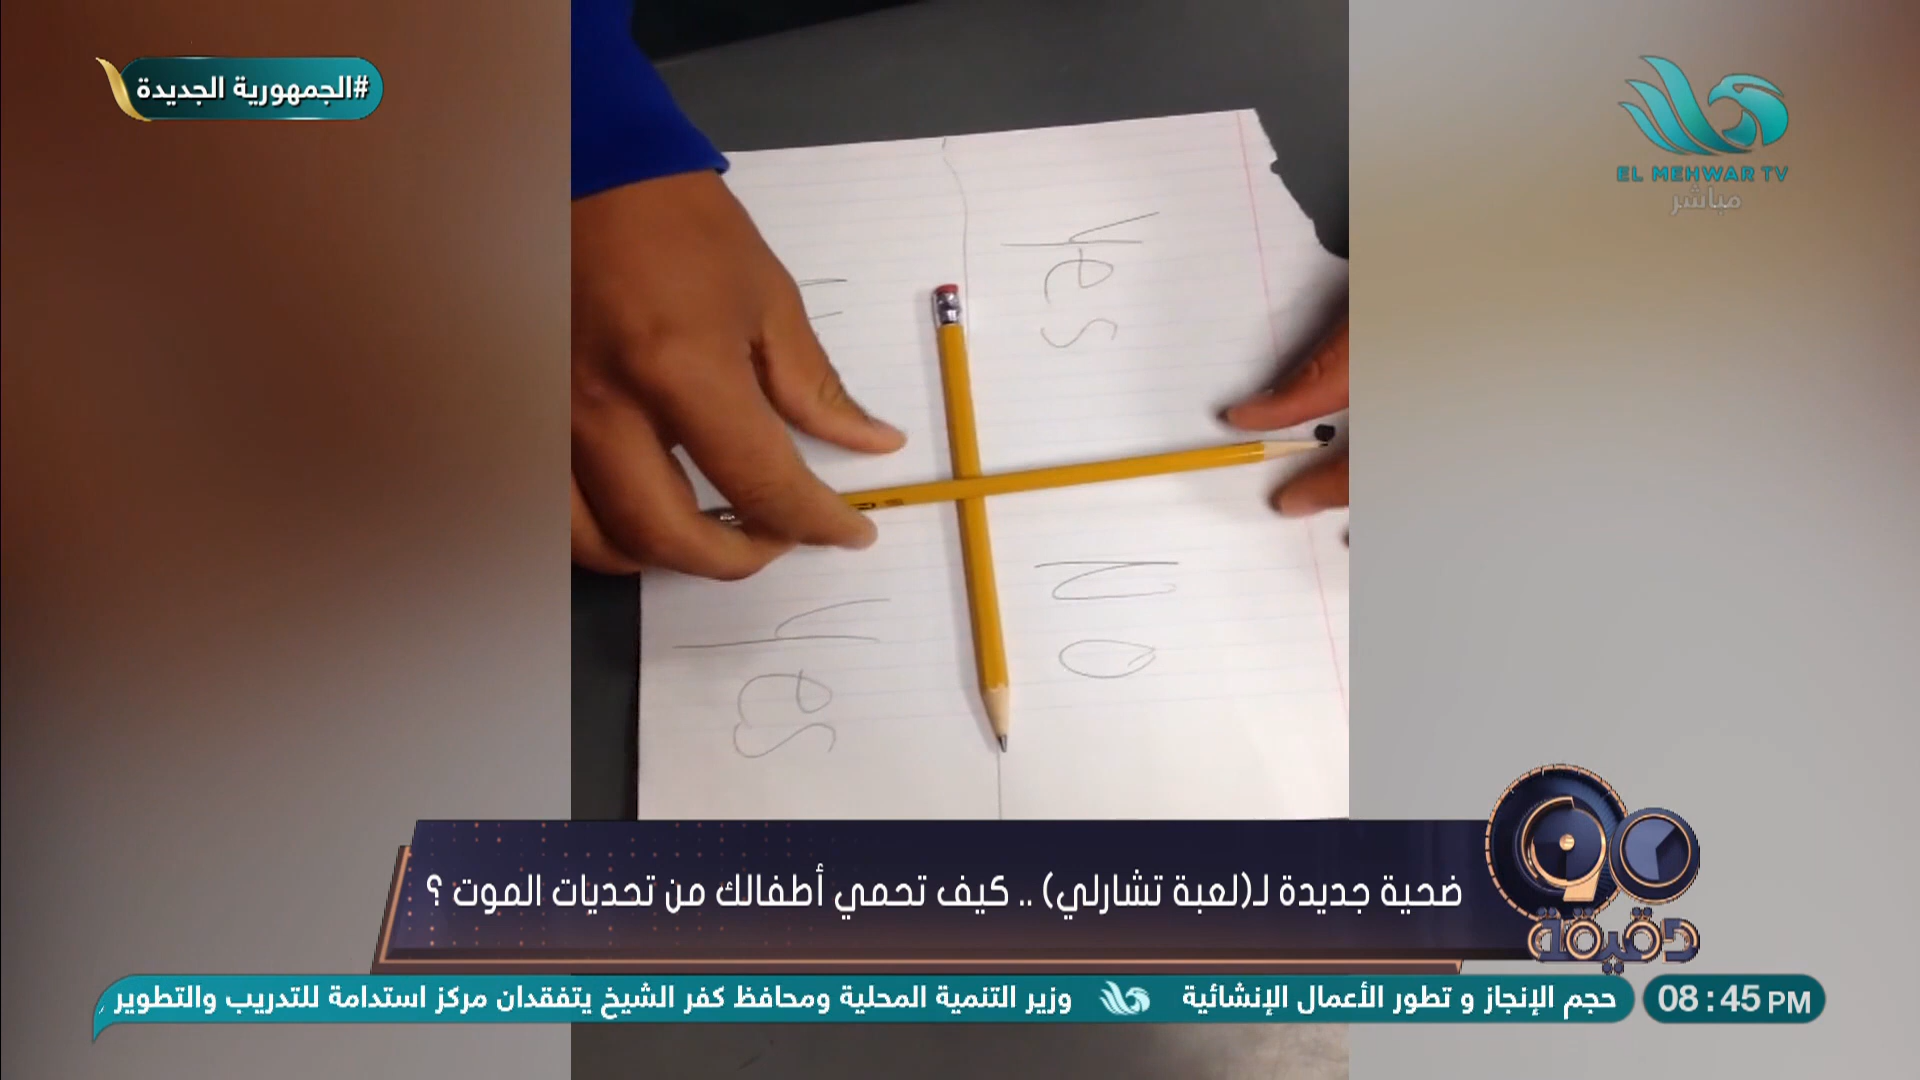 #الجمهورية الجديدة
EL MEHWAR TV
مباشر
Yes
No
Yes
90
دقيقة
ضحية جديدة لـ(لعبة تشارلي) .. كيف تحمي أطفالك من تحديات الموت ؟
08:45 PM
حجم الإنجاز و تطور الأعمال الإنشائية وزير التنمية المحلية ومحافظ كفر الشيخ يتفقدان مركز استدامة للتدريب والتطوير